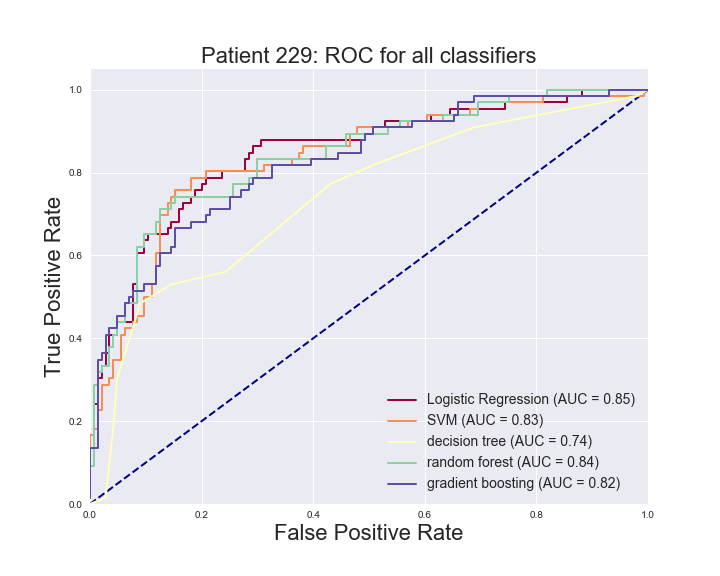 Patient 229: ROC for all classifiers
True Positive Rate
1.0
0.8
0.6
0.4
0.2
0.0
Logistic Regression (AUC = 0.85)
SVM (AUC = 0.83)
decision tree (AUC = 0.74)
random forest (AUC = 0.84)
gradient boosting (AUC = 0.82)
0.0 0.2 0.4 0.6 0.8 1.0
False Positive Rate